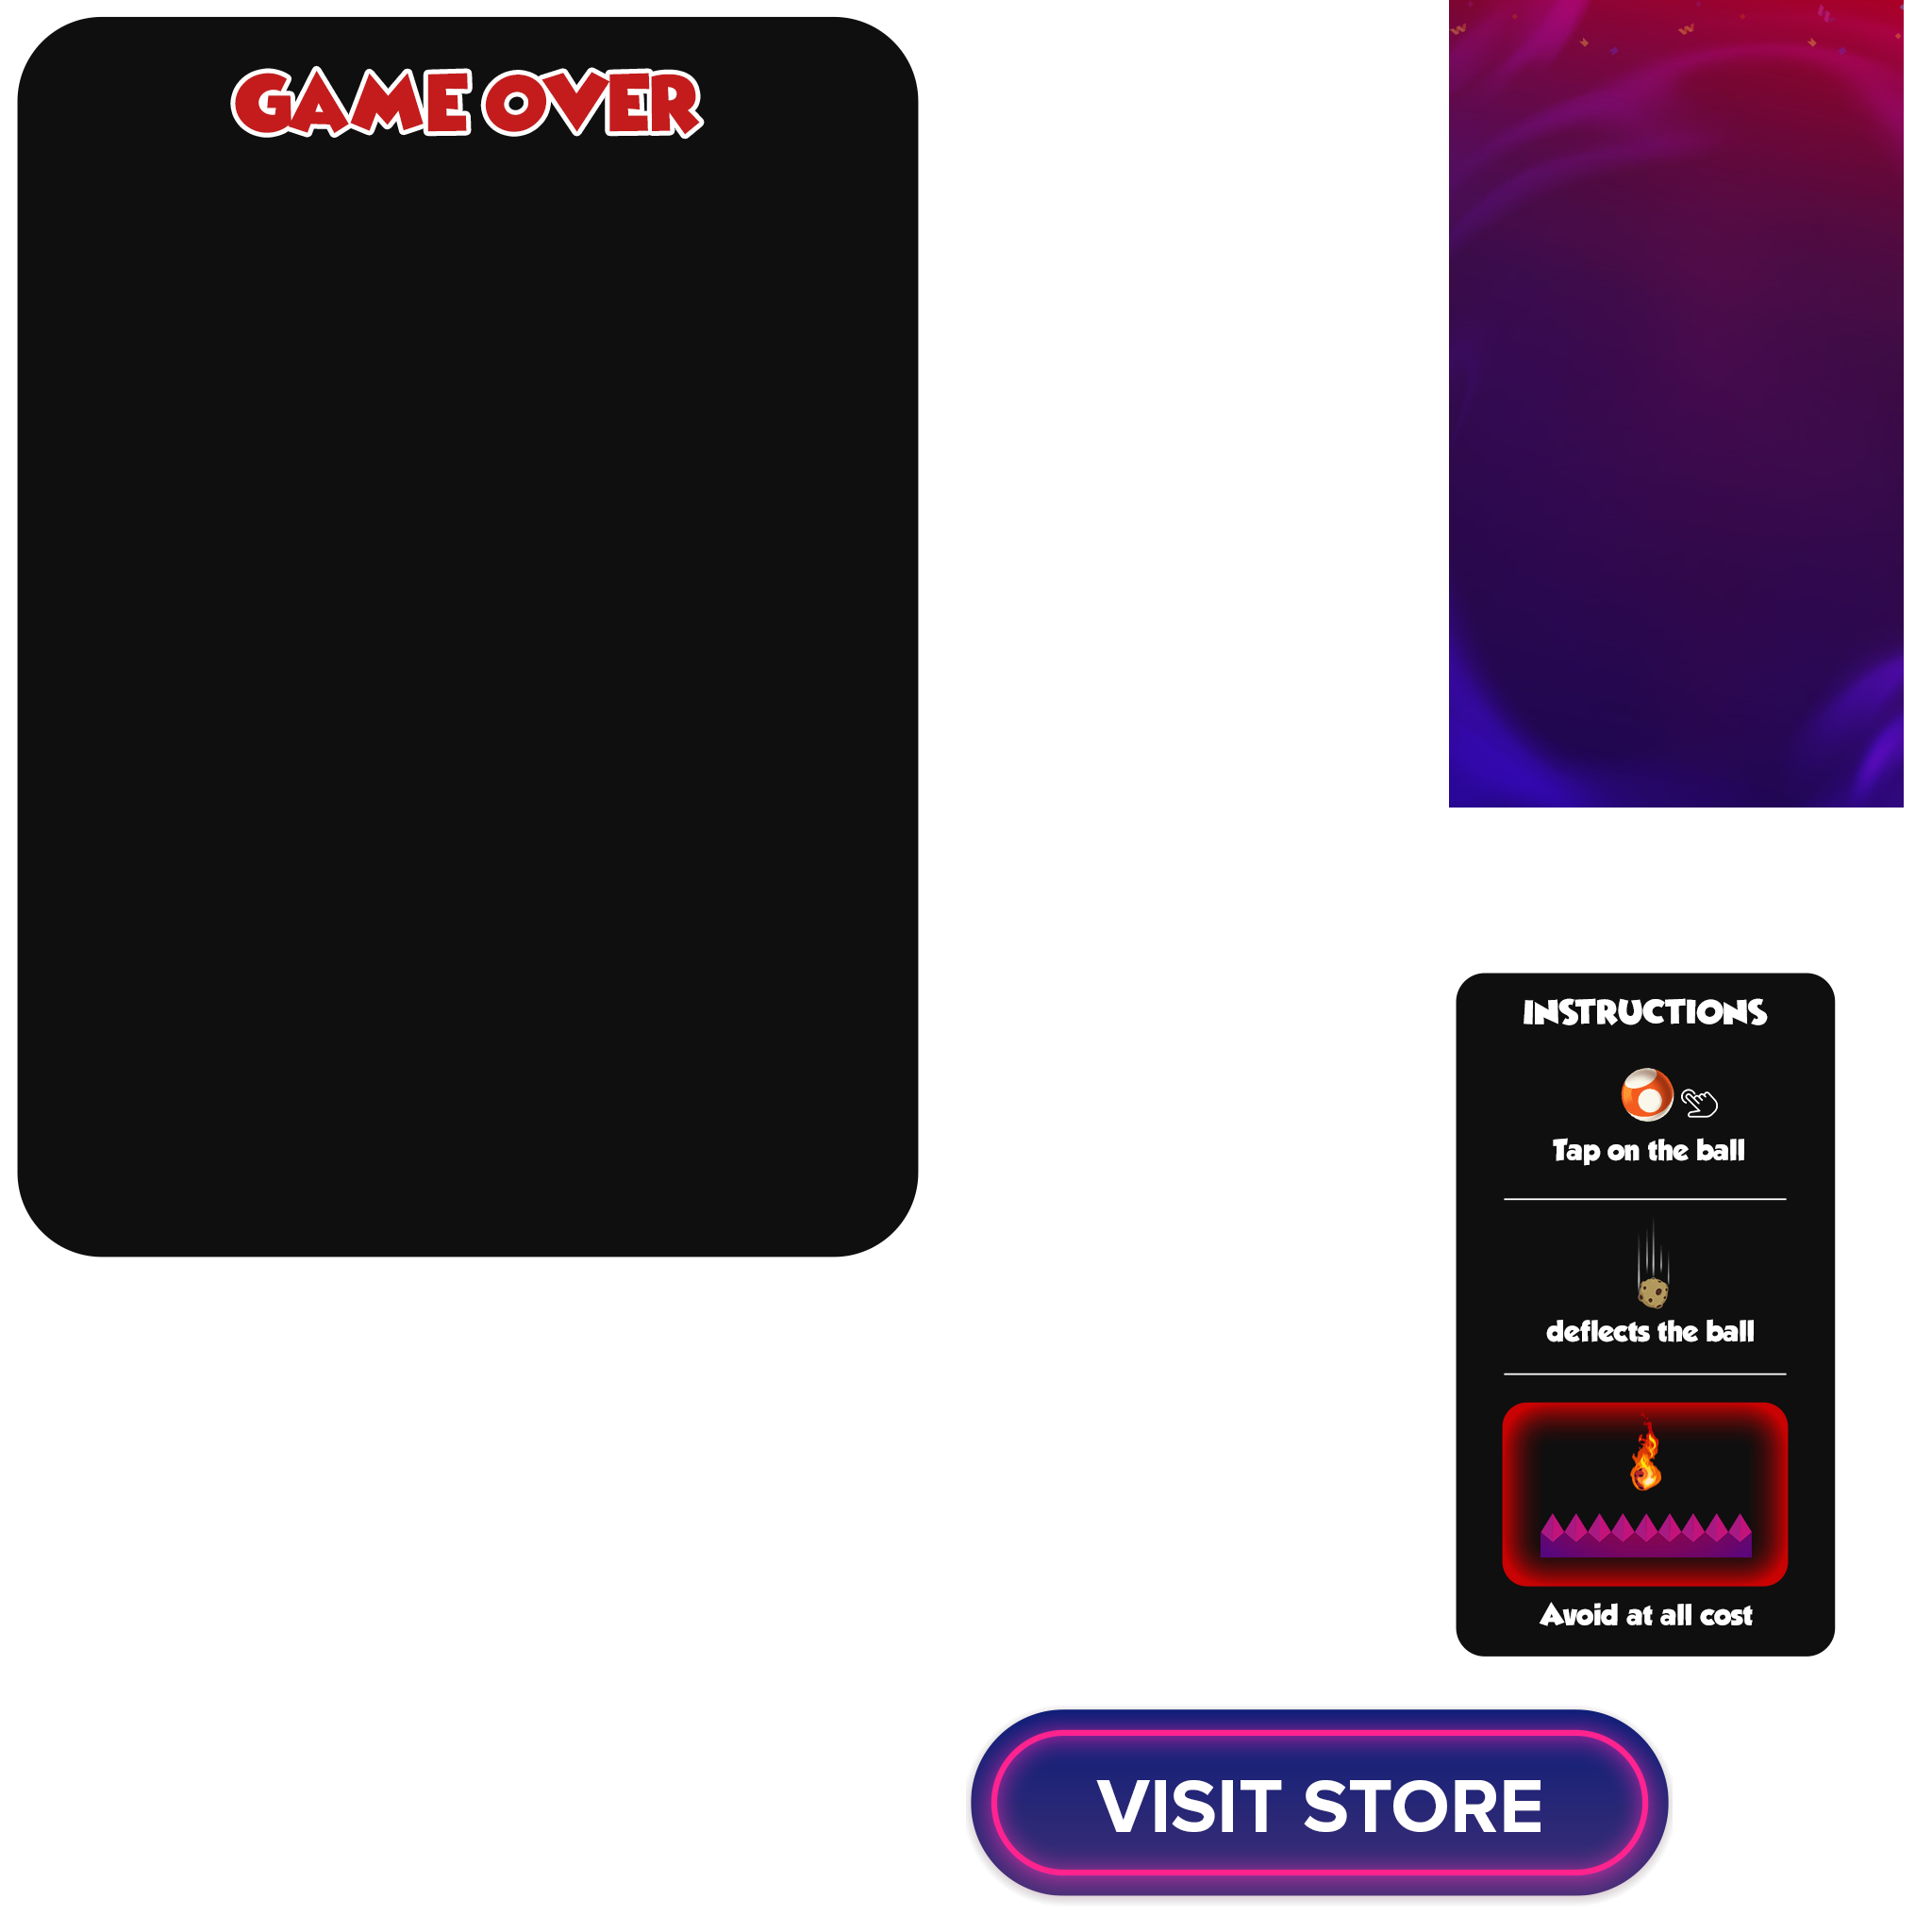 GAME OVER
INSTRUCTIONS
Tap on the ball
deflects the ball
Avoid at all cost
VISIT STORE